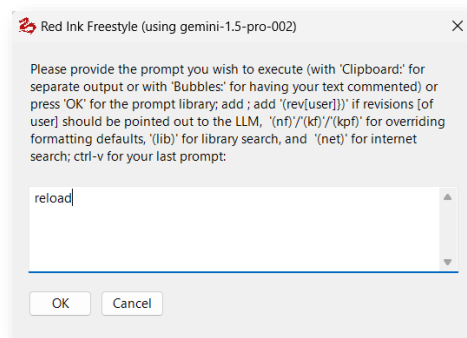 Red Ink Freestyle (using gemini-1.5-pro-002)
Please provide the prompt you wish to execute (with 'Clipboard:' for
separate output or with 'Bubbles:' for having your text commented) or
press 'OK' for the prompt library; add ; add '(rev[user]})' if revisions [of
user] should be pointed out to the LLM,  '(nf)'/'(kf)'/'(kpf)' for overriding
formatting defaults, '(lib)' for library search, and  '(net)' for internet
search; ctrl-v for your last prompt:
reload
OK Cancel